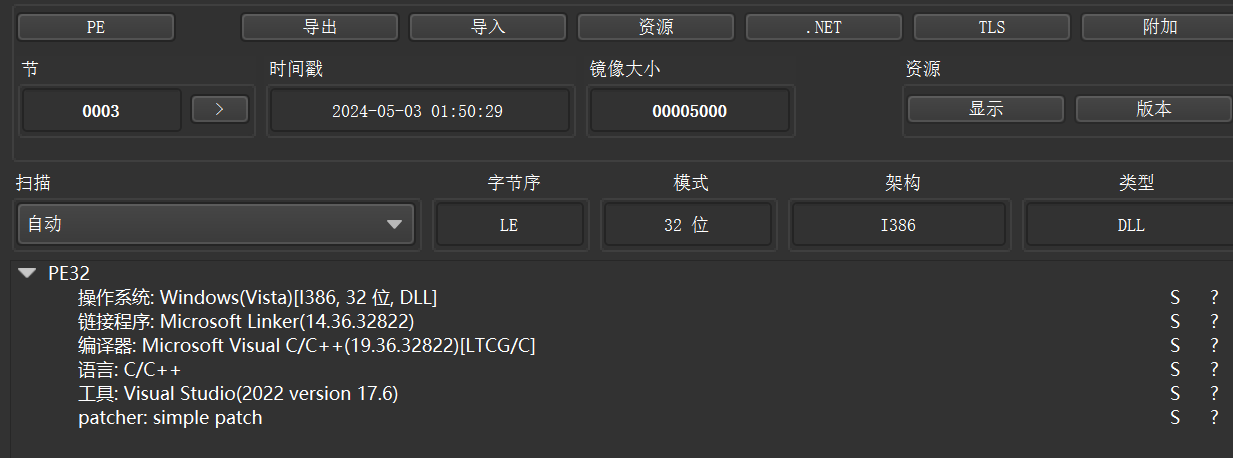 PE 导出 导入 资源 .NET TLS 附加
节 时间戳 镜像大小 资源
0003 > 2024-05-03 01:50:29 00005000 显示 版本
扫描 字节序 模式 架构 类型
自动 LE 32 位 I386 DLL
PE32
操作系统: Windows(Vista)[I386, 32 位, DLL] S ?
链接程序: Microsoft Linker(14.36.32822) S ?
编译器: Microsoft Visual C/C++(19.36.32822)[LTCG/C] S ?
语言: C/C++ S ?
工具: Visual Studio(2022 version 17.6) S ?
patcher: simple patch S ?